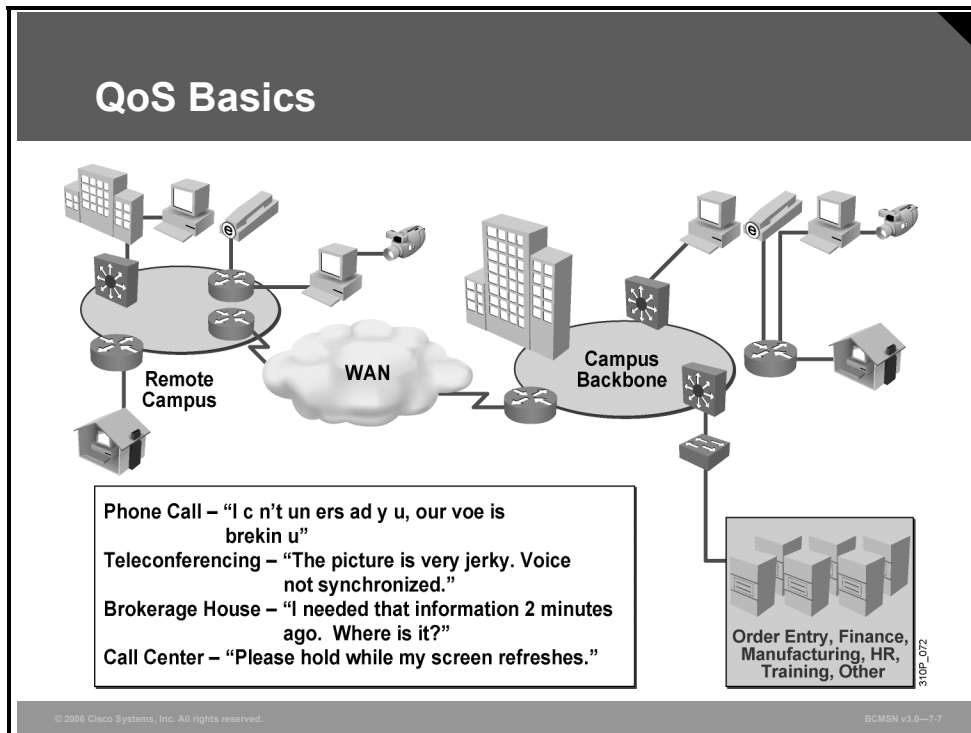 QoS Basics
WAN
Remote
Campus
Campus
Backbone
Phone Call – “I c n’t un ers ad y u, our voe is
brekin u”
Teleconferencing – “The picture is very jerky. Voice
not synchronized.”
Brokerage House – “I needed that information 2 minutes
ago. Where is it?”
Call Center – “Please hold while my screen refreshes.”
Order Entry, Finance,
Manufacturing, HR,
Training, Other
310P_072
© 2006 Cisco Systems, Inc. All rights reserved.
BCMSN v3.0—7-7